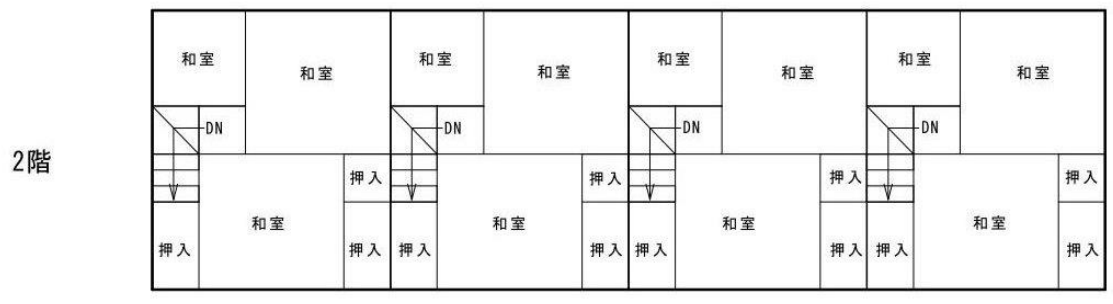 2階
和室 和室 和室 和室 和室 和室 和室 和室
DN DN DN DN
押入 押入 押入 押入
和室 和室 和室 和室
押入 押入 押入 押入 押入 押入 押入 押入